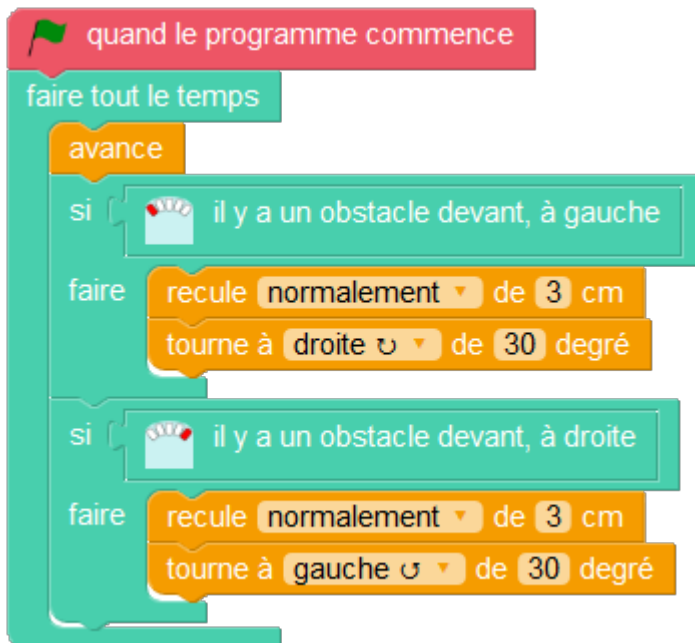 quand le programme commence
faire tout le temps
avance
si il y a un obstacle devant, à gauche
faire recule normalement de 3 cm
tourne à droite ↻ de 30 degré
si il y a un obstacle devant, à droite
faire recule normalement de 3 cm
tourne à gauche ↺ de 30 degré